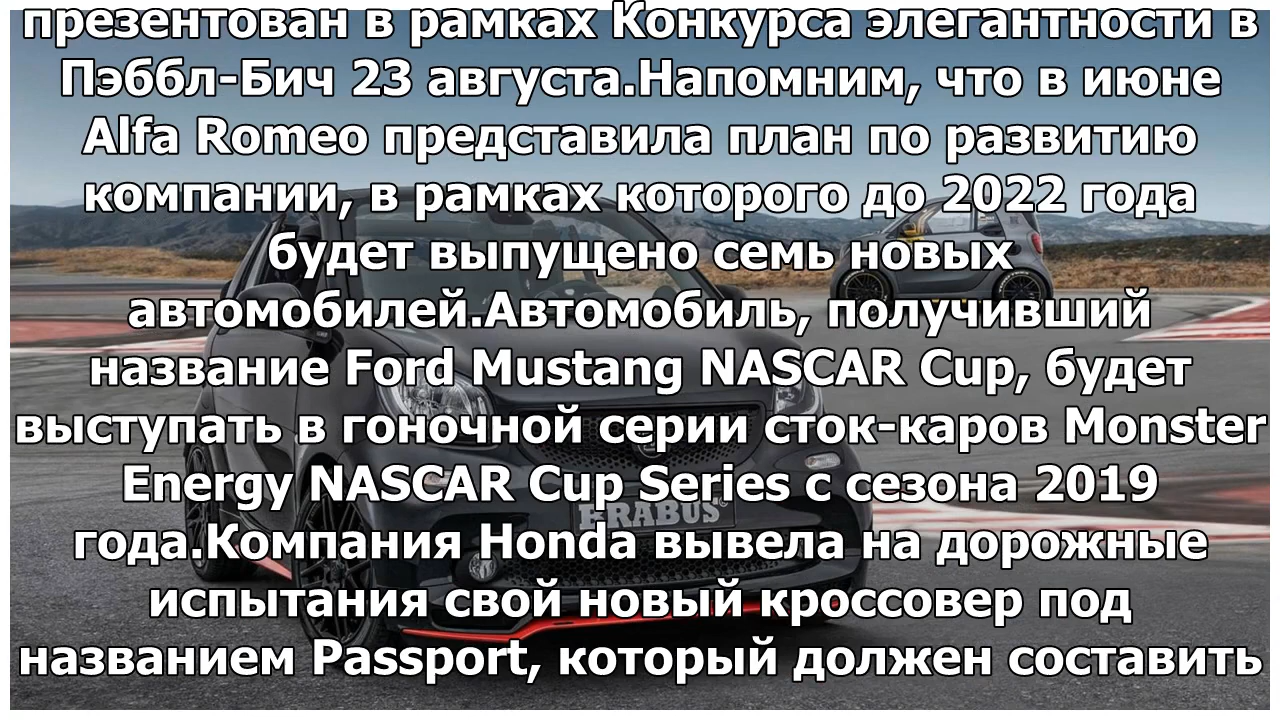 презентован в рамках Конкурса элегантности в
Пэббл-Бич 23 августа.Напомним, что в июне
Alfa Romeo представила план по развитию
компании, в рамках которого до 2022 года
будет выпущено семь новых
автомобилей.Автомобиль, получивший
название Ford Mustang NASCAR Cup, будет
выступать в гоночной серии сток-каров Monster
Energy NASCAR Cup Series с сезона 2019
BRABUS
года.Компания Honda вывела на дорожные
испытания свой новый кроссовер под
названием Passport, который должен составить